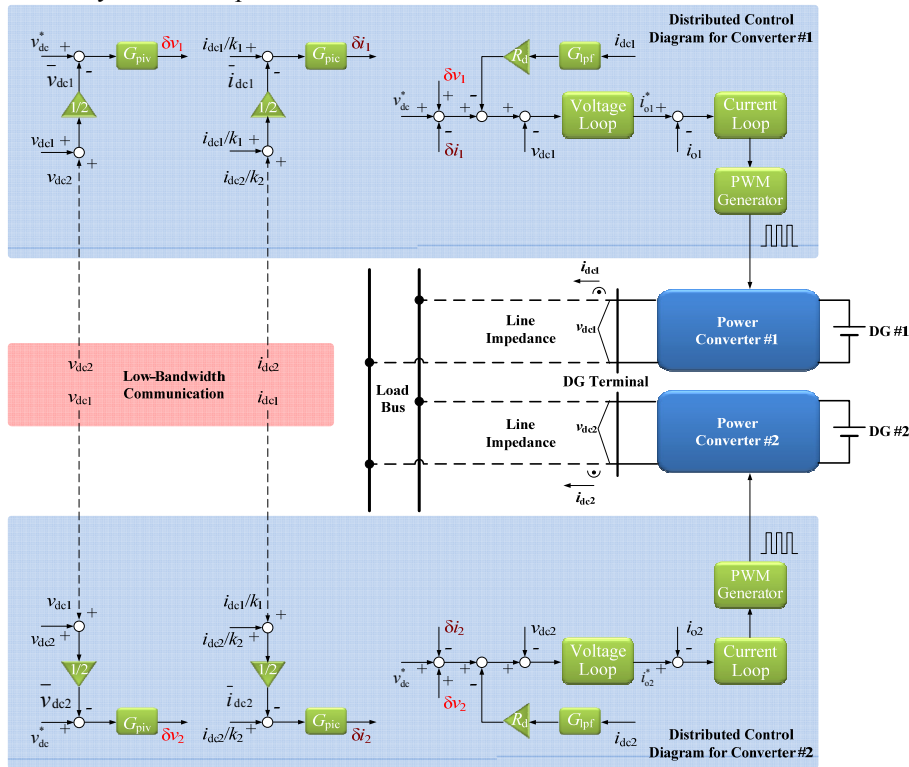 Distributed Control
Diagram for Converter #1
v*dc + - Gpiv δv1
v̄dc1
1/2
vdc1 +
+
vdc2
idc1/k1 + - Gpic δi1
īdc1
1/2
idc1/k1 +
+
idc2/k2
Rd Glpf idc1
δv1
v*dc + + - + - + Voltage Loop i*o1 + Current Loop
- δi1
- vdc1
- io1
PWM Generator
idc1
Line Impedance
vdc1
Power Converter #1
DG #1
vdc2 idc2
Low-Bandwidth Communication
vdc1 idc1
Load Bus
DG Terminal
Line Impedance
vdc2
Power Converter #2
DG #2
idc2
PWM Generator
vdc1 +
vdc2 +
1/2
v̄dc2 -
v*dc + Gpiv δv2
idc1/k1 +
idc2/k2 +
1/2
īdc2 -
idc2/k2 + Gpic δi2
δi2 - vdc2 - io2 -
v*dc + + + + Voltage Loop i*o2 + Current Loop
+ δv2 -
Rd Glpf idc2
Distributed Control
Diagram for Converter #2